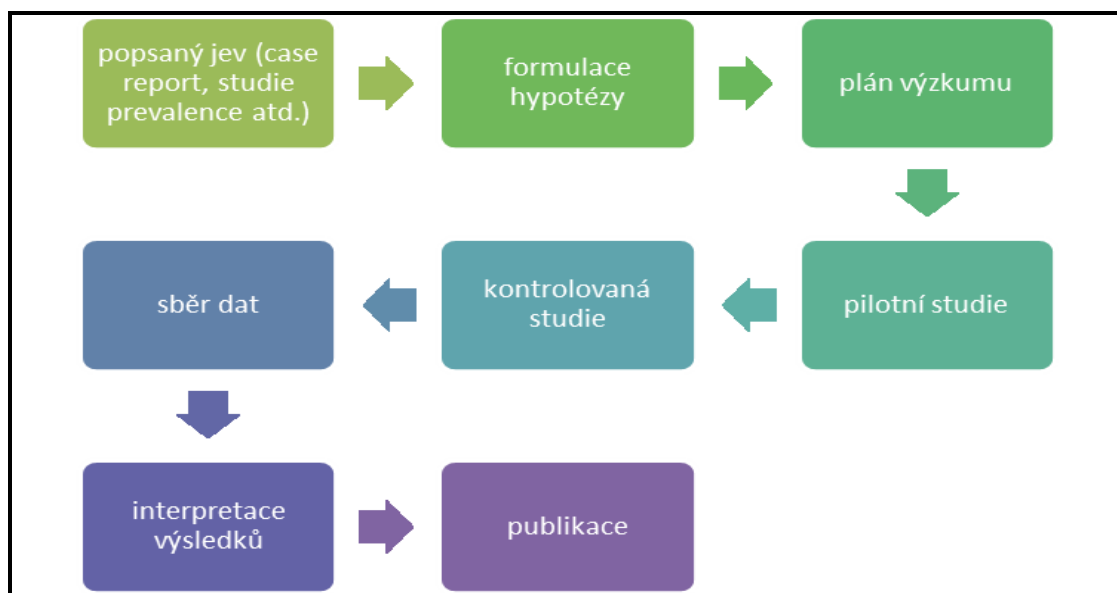 popsaný jev (case
report, studie
prevalence atd.)
formulace
hypotézy
plán výzkumu
pilotní studie
kontrolovaná
studie
sběr dat
interpretace
výsledků
publikace